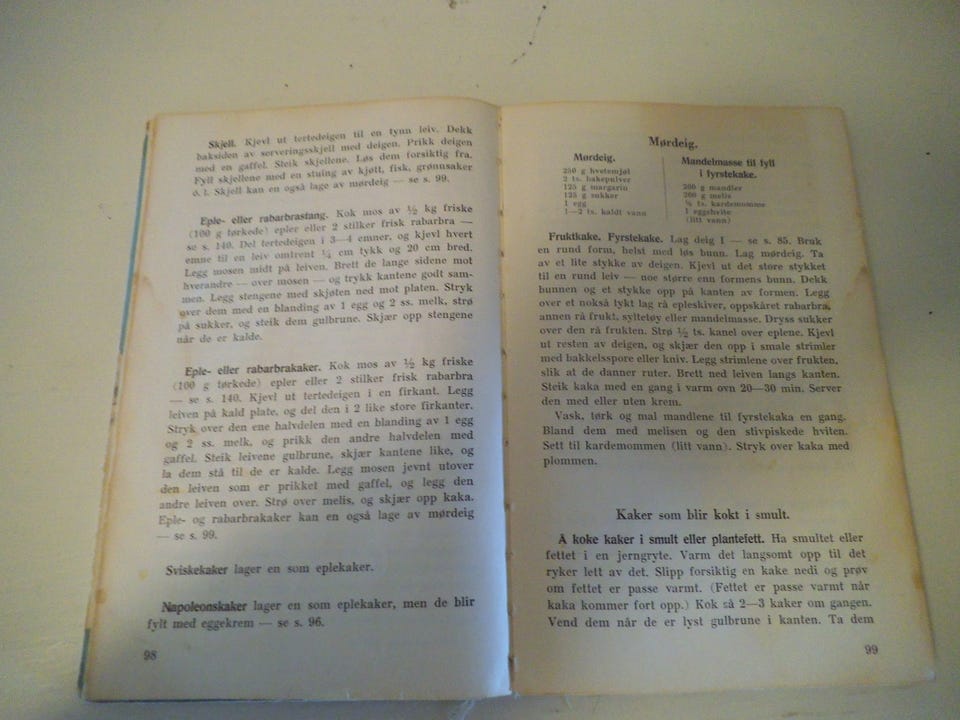 Skjell. Kjevl ut tertedeigen til en tynn leiv. Dekk
baksiden av serveringsskjell med deigen. Prikk deigen
med en gaffel. Steik skjellene. Løs dem forsiktig fra.
Fyll skjellene med en stuing av kjøtt, fisk, grønnsaker
o. l. Skjell kan en også lage av mørdeig — se s. 99.
Eple- eller rabarbrastang. Kok mos av ½ kg friske
(100 g tørkede) epler eller 2 stilker frisk rabarbra —
se s. 140. Del tertedeigen i 3—4 emner, og kjevl hvert
emne til en leiv omtrent ¼ cm tykk og 20 cm bred.
Legg mosen midt på leiven. Brett de lange sidene mot
hverandre — over mosen — og trykk kantene godt sam-
men. Legg stengene med skjøten ned mot platen. Stryk
over dem med en blanding av 1 egg og 2 ss. melk, strø
på sukker, og steik dem gulbrune. Skjær opp stengene
når de er kalde.
Eple- eller rabarbrakaker. Kok mos av ½ kg friske
(100 g tørkede) epler eller 2 stilker frisk rabarbra
— se s. 140. Kjevl ut tertedeigen i en firkant. Legg
leiven på kald plate, og del den i 2 like store firkanter.
Stryk over den ene halvdelen med en blanding av 1 egg
og 2 ss. melk, og prikk den andre halvdelen med
gaffel. Steik leivene gulbrune, skjær kantene like, og
la dem stå til de er kalde. Legg mosen jevnt utover
den leiven som er prikket med gaffel, og legg den
andre leiven over. Strø over melis, og skjær opp kaka.
Eple- og rabarbrakaker kan en også lage av mørdeig
— se s. 99.
Sviskekaker lager en som eplekaker.
Napoleonskaker lager en som eplekaker, men de blir
fylt med eggekrem — se s. 96.
98
Mørdeig.
Mørdeig.
250 g hvetemjøl
2 ts. bakepulver
125 g margarin
125 g sukker
1 egg
1—2 ts. kaldt vann
Mandelmasse til fyll
i fyrstekake.
200 g mandler
200 g melis
ts. kardemomme
1 eggehvite
(litt vann)
Fruktkake. Fyrstekake. Lag deig I — se s. 85. Bruk
en rund form, helst med løs bunn. Lag mørdeig. Ta
av et lite stykke av deigen. Kjevl ut det store stykket
til en rund leiv — noe større enn formens bunn. Dekk
bunnen og et stykke opp på kanten av formen. Legg
over et nokså tykt lag rå epleskiver, oppskåret rabarbra,
annen rå frukt, syltetøy eller mandelmasse. Dryss sukker
over den rå frukten. Strø ½ ts. kanel over eplene. Kjevl
ut resten av deigen, og skjær den opp i smale strimler
med bakkelsspore eller kniv. Legg strimlene over frukten,
slik at de danner ruter. Brett ned leiven langs kanten.
Steik kaka med en gang i varm ovn 20—30 min. Server
den med eller uten krem.
Vask, tørk og mal mandlene til fyrstekaka en gang.
Bland dem med melisen og den stivpiskede hviten.
Sett til kardemommen (litt vann). Stryk over kaka med
plommen.
Kaker som blir kokt i smult.
Å koke kaker i smult eller plantefett. Ha smultet eller
fettet i en jerngryte. Varm det langsomt opp til det
ryker lett av det. Slipp forsiktig en kake nedi og prøv
om fettet er passe varmt. (Fettet er passe varmt når
kaka kommer fort opp.) Kok så 2—3 kaker om gangen.
Vend dem når de er lyst gulbrune i kanten. Ta dem
99